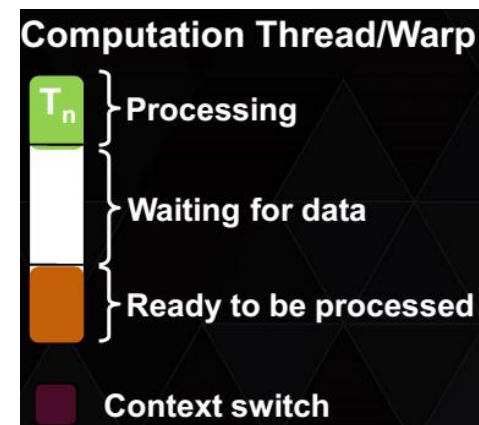 Computation Thread/Warp
Tn
Processing
Waiting for data
Ready to be processed
Context switch